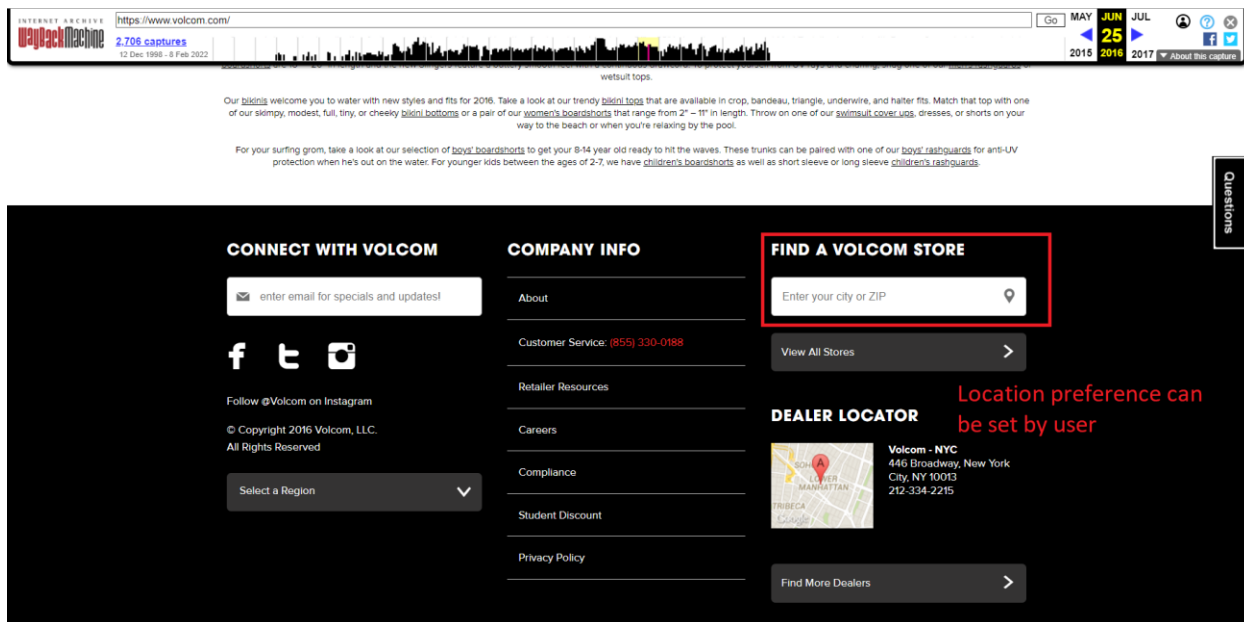 INTERNET ARCHIVE
WayBackMachine
https://www.volcom.com/
Go
2,706 captures
12 Dec 1998 - 8 Feb 2022
MAY JUN JUL
25
2015 2016 2017
About this capture
wetsuit tops.
Our bikinis welcome you to water with new styles and fits for 2016. Take a look at our trendy bikini tops that are available in crop, bandeau, triangle, underwire, and halter fits. Match that top with one
of our skimpy, modest, full, tiny, or cheeky bikini bottoms or a pair of our women's boardshorts that range from 2" – 11" in length. Throw on one of our swimsuit cover ups, dresses, or shorts on your
way to the beach or when you're relaxing by the pool.
For your surfing grom, take a look at our selection of boys' boardshorts to get your 8-14 year old ready to hit the waves. These trunks can be paired with one of our boys' rashguards for anti-UV
protection when he's out on the water. For younger kids between the ages of 2-7, we have children's boardshorts as well as short sleeve or long sleeve children's rashguards.
Questions
CONNECT WITH VOLCOM
enter email for specials and updates!
Follow @Volcom on Instagram
© Copyright 2016 Volcom, LLC.
All Rights Reserved
Select a Region
COMPANY INFO
About
Customer Service: (855) 330-0188
Retailer Resources
Careers
Compliance
Student Discount
Privacy Policy
FIND A VOLCOM STORE
Enter your city or ZIP
View All Stores
Location preference can
be set by user
DEALER LOCATOR
A
LOWER
MANHATTAN
TRIBECA
Google
Volcom - NYC
446 Broadway, New York
City, NY 10013
212-334-2215
Find More Dealers